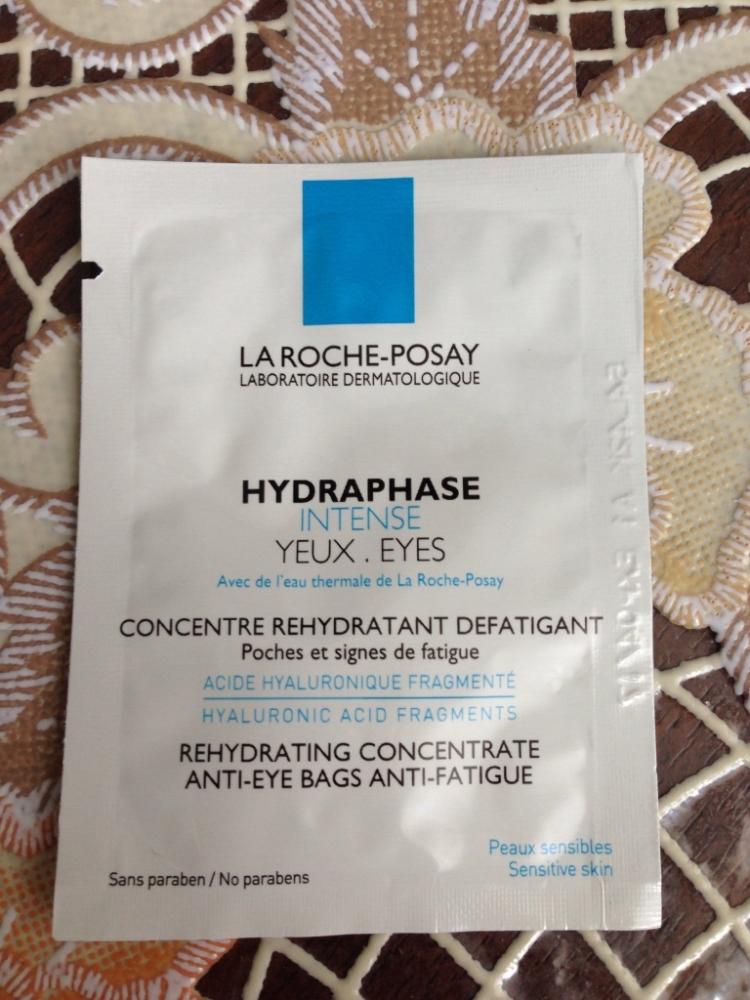 LA ROCHE-POSAY
LABORATOIRE DERMATOLOGIQUE
HYDRAPHASE
INTENSE
YEUX . EYES
Avec de l'eau thermale de La Roche-Posay
CONCENTRE REHYDRATANT DEFATIGANT
Poches et signes de fatigue
ACIDE HYALURONIQUE FRAGMENTÉ
HYALURONIC ACID FRAGMENTS
REHYDRATING CONCENTRATE
ANTI-EYE BAGS ANTI-FATIGUE
Peaux sensibles
Sensitive skin
Sans paraben / No parabens